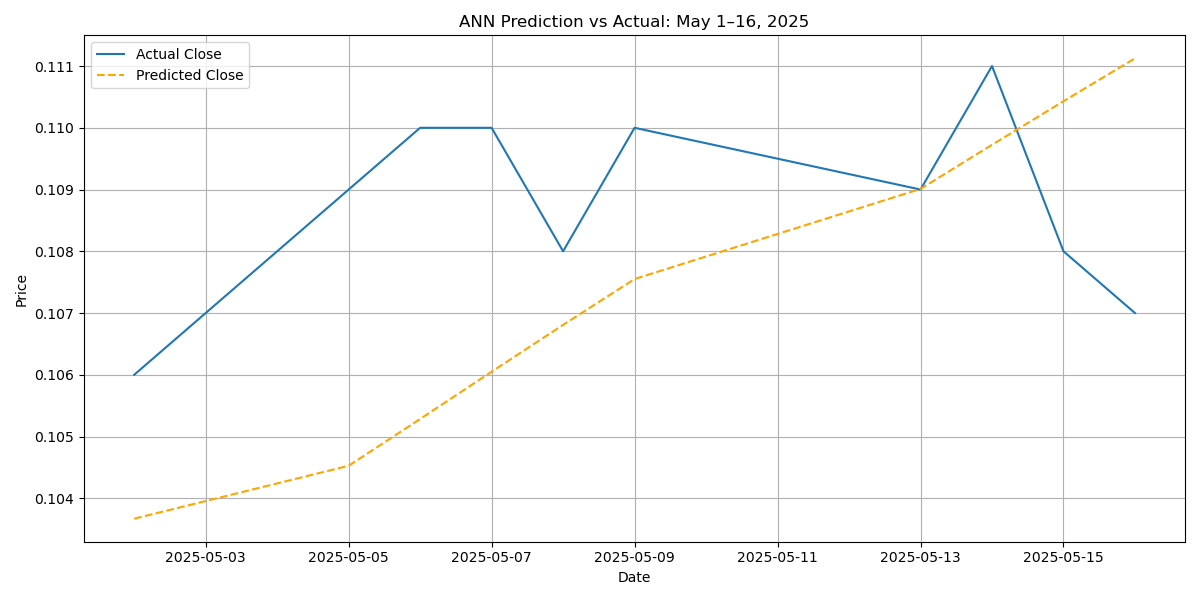 ANN Prediction vs Actual: May 1–16, 2025
Actual Close
Predicted Close
Price
0.111
0.110
0.109
0.108
0.107
0.106
0.105
0.104
2025-05-03 2025-05-05 2025-05-07 2025-05-09 2025-05-11 2025-05-13 2025-05-15
Date